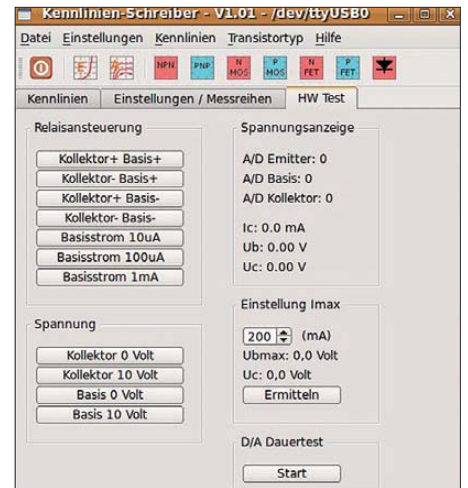 Kennlinien-Schreiber - V1.01 - /dev/ttyUSB0
Datei Einstellungen Kennlinien Transistortyp Hilfe
NPN PNP N MOS P MOS N FET P FET
Kennlinien Einstellungen / Messreihen HW Test
Relaisansteuerung
Kollektor+ Basis+
Kollektor- Basis+
Kollektor+ Basis-
Kollektor- Basis-
Basisstrom 10uA
Basisstrom 100uA
Basisstrom 1mA
Spannung
Kollektor 0 Volt
Kollektor 10 Volt
Basis 0 Volt
Basis 10 Volt
Spannungsanzeige
A/D Emitter: 0
A/D Basis: 0
A/D Kollektor: 0
Ic: 0.0 mA
Ub: 0.00 V
Uc: 0.00 V
Einstellung Imax
200 (mA)
Ubmax: 0,0 Volt
Uc: 0,0 Volt
Ermitteln
D/A Dauertest
Start